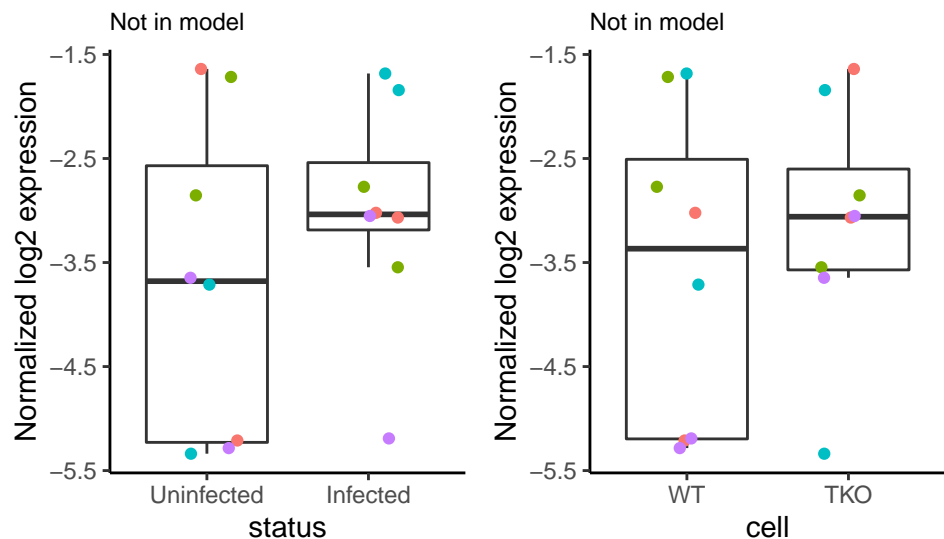 Not in model
Normalized log2 expression
−1.5
−2.5
−3.5
−4.5
−5.5
Uninfected
Infected
status
Not in model
Normalized log2 expression
−1.5
−2.5
−3.5
−4.5
−5.5
WT
TKO
cell